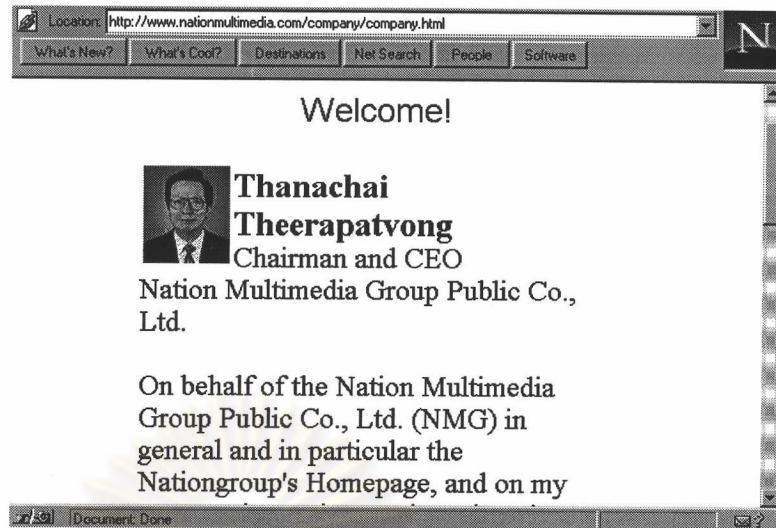 Location: http://www.nationmultimedia.com/company/company.html
N
What's New? What's Cool? Destinations Net Search People Software
Welcome!
Thanachai
Theerapatvong
Chairman and CEO
Nation Multimedia Group Public Co.,
Ltd.
On behalf of the Nation Multimedia
Group Public Co., Ltd. (NMG) in
general and in particular the
Nationgroup's Homepage, and on my
Document: Done